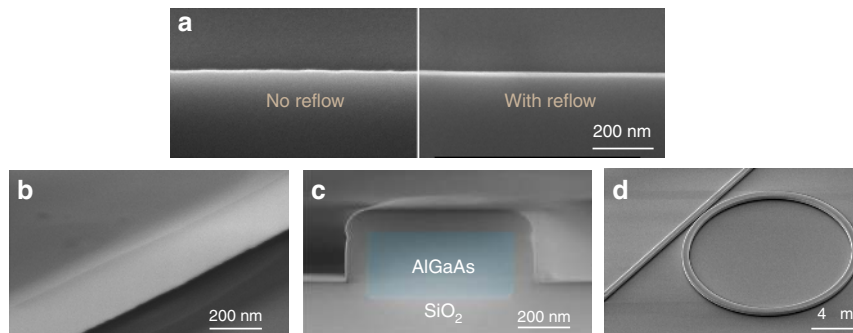 a
No reflow
With reflow
200 nm
b
200 nm
c
AlGaAs
SiO₂
200 nm
d
4 m